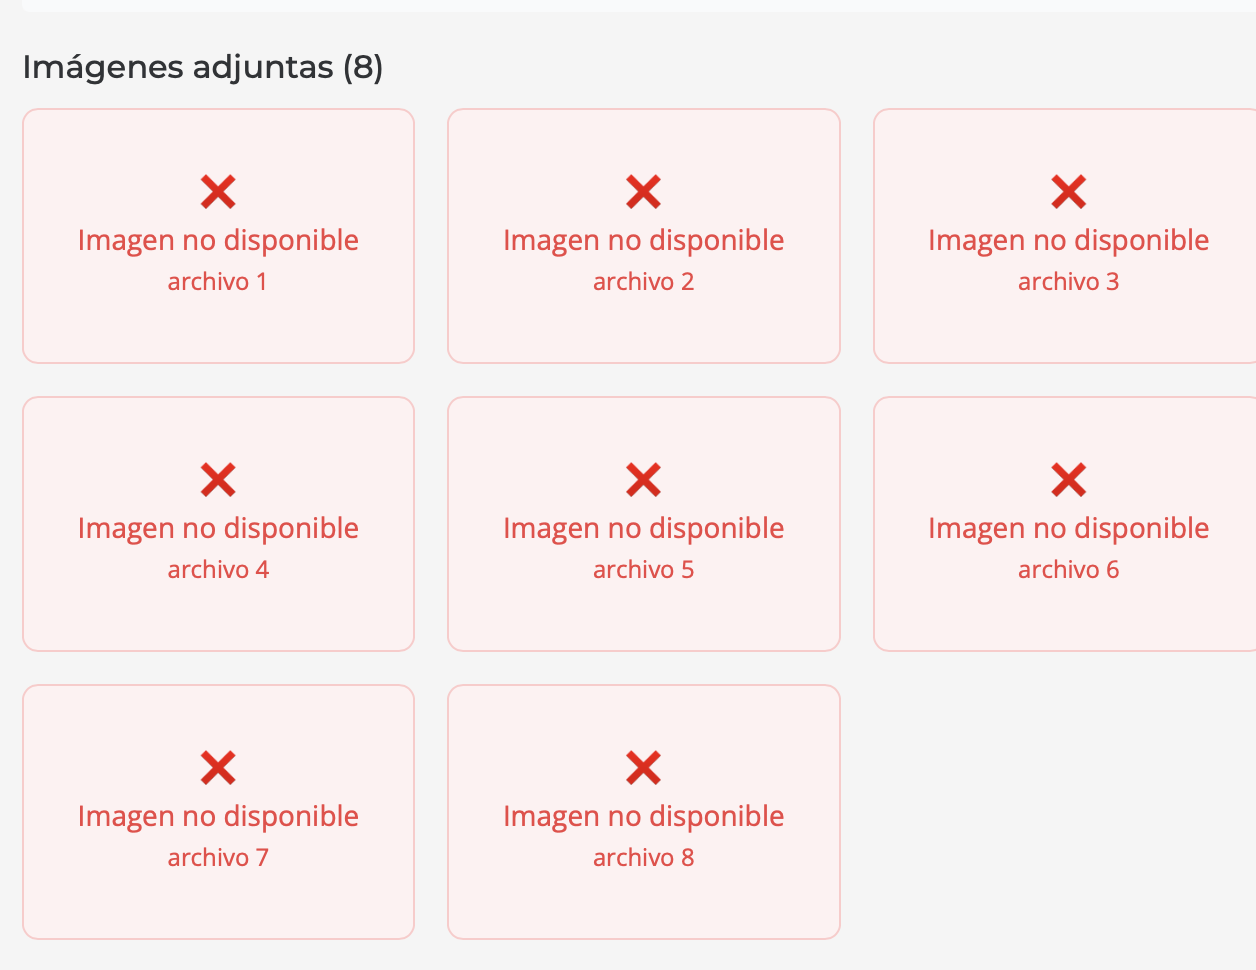 Imágenes adjuntas (8)
Imagen no disponible
archivo 1
Imagen no disponible
archivo 2
Imagen no disponible
archivo 3
Imagen no disponible
archivo 4
Imagen no disponible
archivo 5
Imagen no disponible
archivo 6
Imagen no disponible
archivo 7
Imagen no disponible
archivo 8